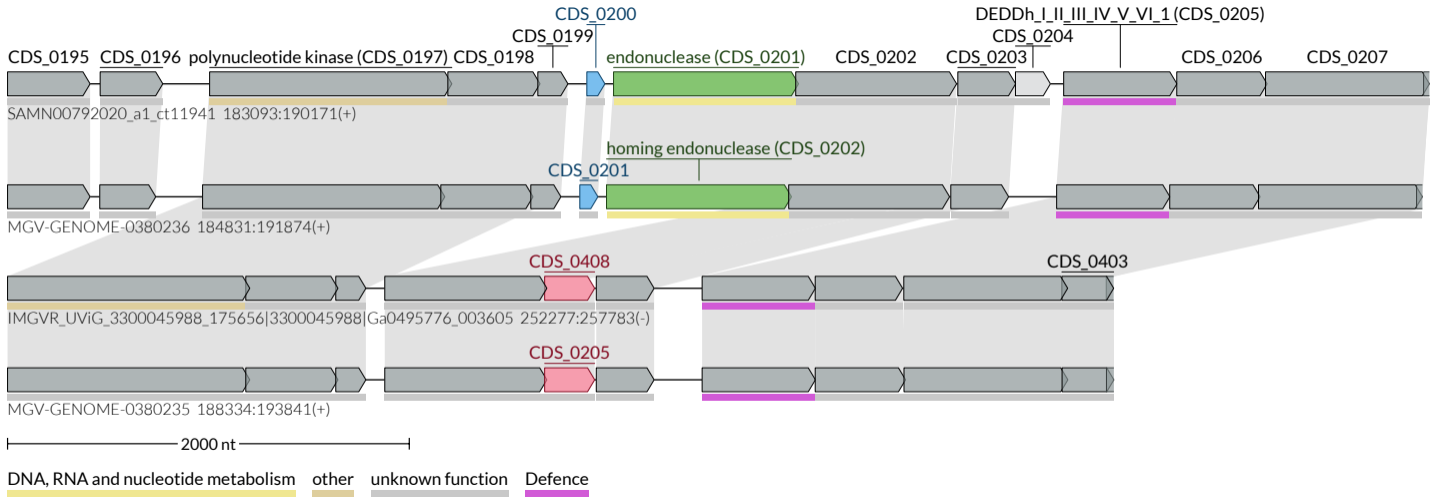 CDS_0200
DEDDh_I_II_III_IV_V_VI_1 (CDS_0205)
CDS_0199
CDS_0204
CDS_0195 CDS_0196 polynucleotide kinase (CDS_0197) CDS_0198 endonuclease (CDS_0201) CDS_0202 CDS_0203 CDS_0206 CDS_0207
SAMN00792020_a1_ct11941 183093:190171(+)
homing endonuclease (CDS_0202)
CDS_0201
MGV-GENOME-0380236 184831:191874(+)
CDS_0408 CDS_0403
IMGVR_UViG_3300045988_175656|3300045988|Ga0495776_003605 252277:257783(-)
CDS_0205
MGV-GENOME-0380235 188334:193841(+)
2000 nt
DNA, RNA and nucleotide metabolism other unknown function Defence